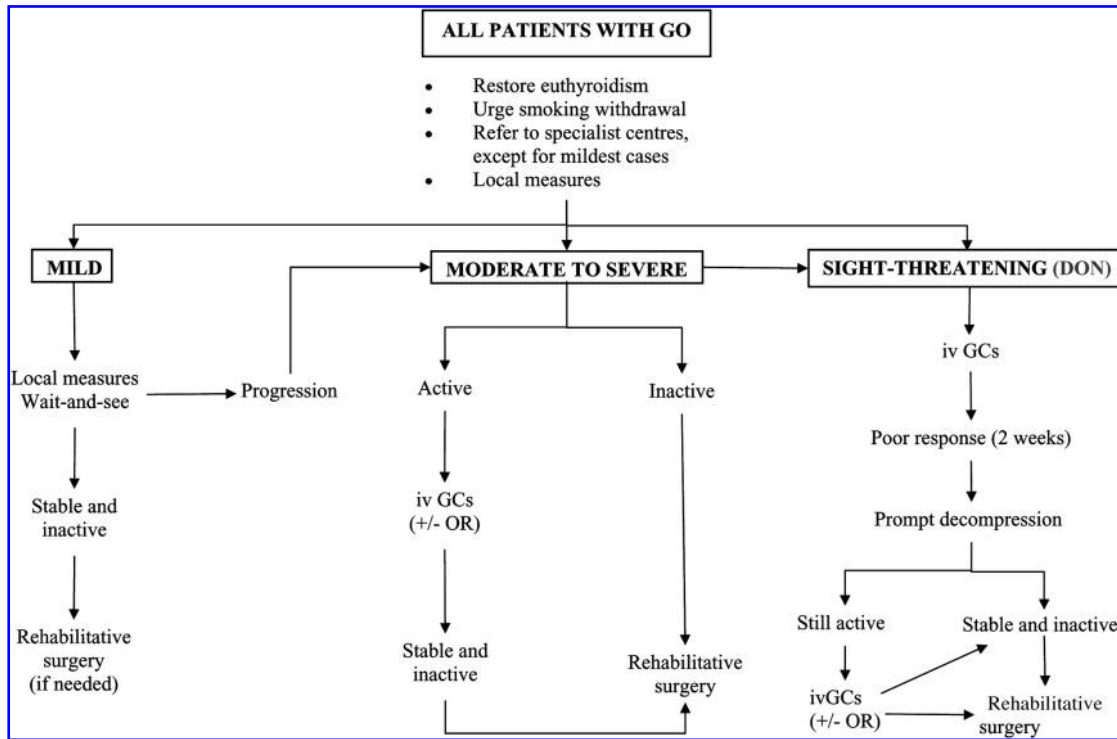 ALL PATIENTS WITH GO
• Restore euthyroidism
• Urge smoking withdrawal
• Refer to specialist centres,
except for mildest cases
• Local measures
MILD
MODERATE TO SEVERE
SIGHT-THREATENING (DON)
Local measures
Wait-and-see
Progression
Stable and
inactive
Rehabilitative
surgery
(if needed)
Active
iv GCs
(+/- OR)
Stable and
inactive
Inactive
Rehabilitative
surgery
iv GCs
Poor response (2 weeks)
Prompt decompression
Still active
ivGCs
(+/- OR)
Stable and inactive
Rehabilitative
surgery